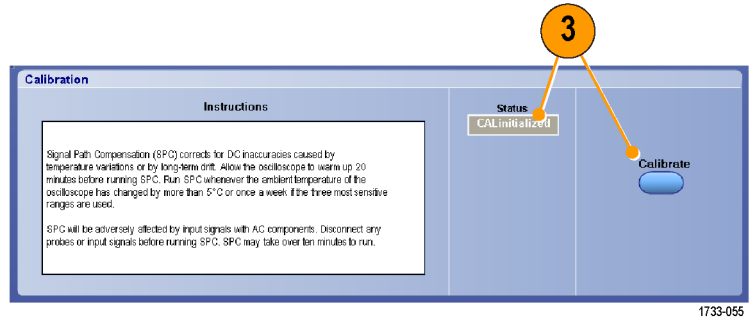 3
Calibration
Instructions
Status
CALinitialized
Signal Path Compensation (SPC) corrects for DC inaccuracies caused by
temperature variations or by long-term drift. Allow the oscilloscope to warm up 20
minutes before running SPC. Run SPC whenever the ambient temperature of the
oscilloscope has changed by more than 5°C or once a week if the three most sensitive
ranges are used.
SPC will be adversely affected by input signals with AC components. Disconnect any
probes or input signals before running SPC. SPC may take over ten minutes to run.
Calibrate
1733-055